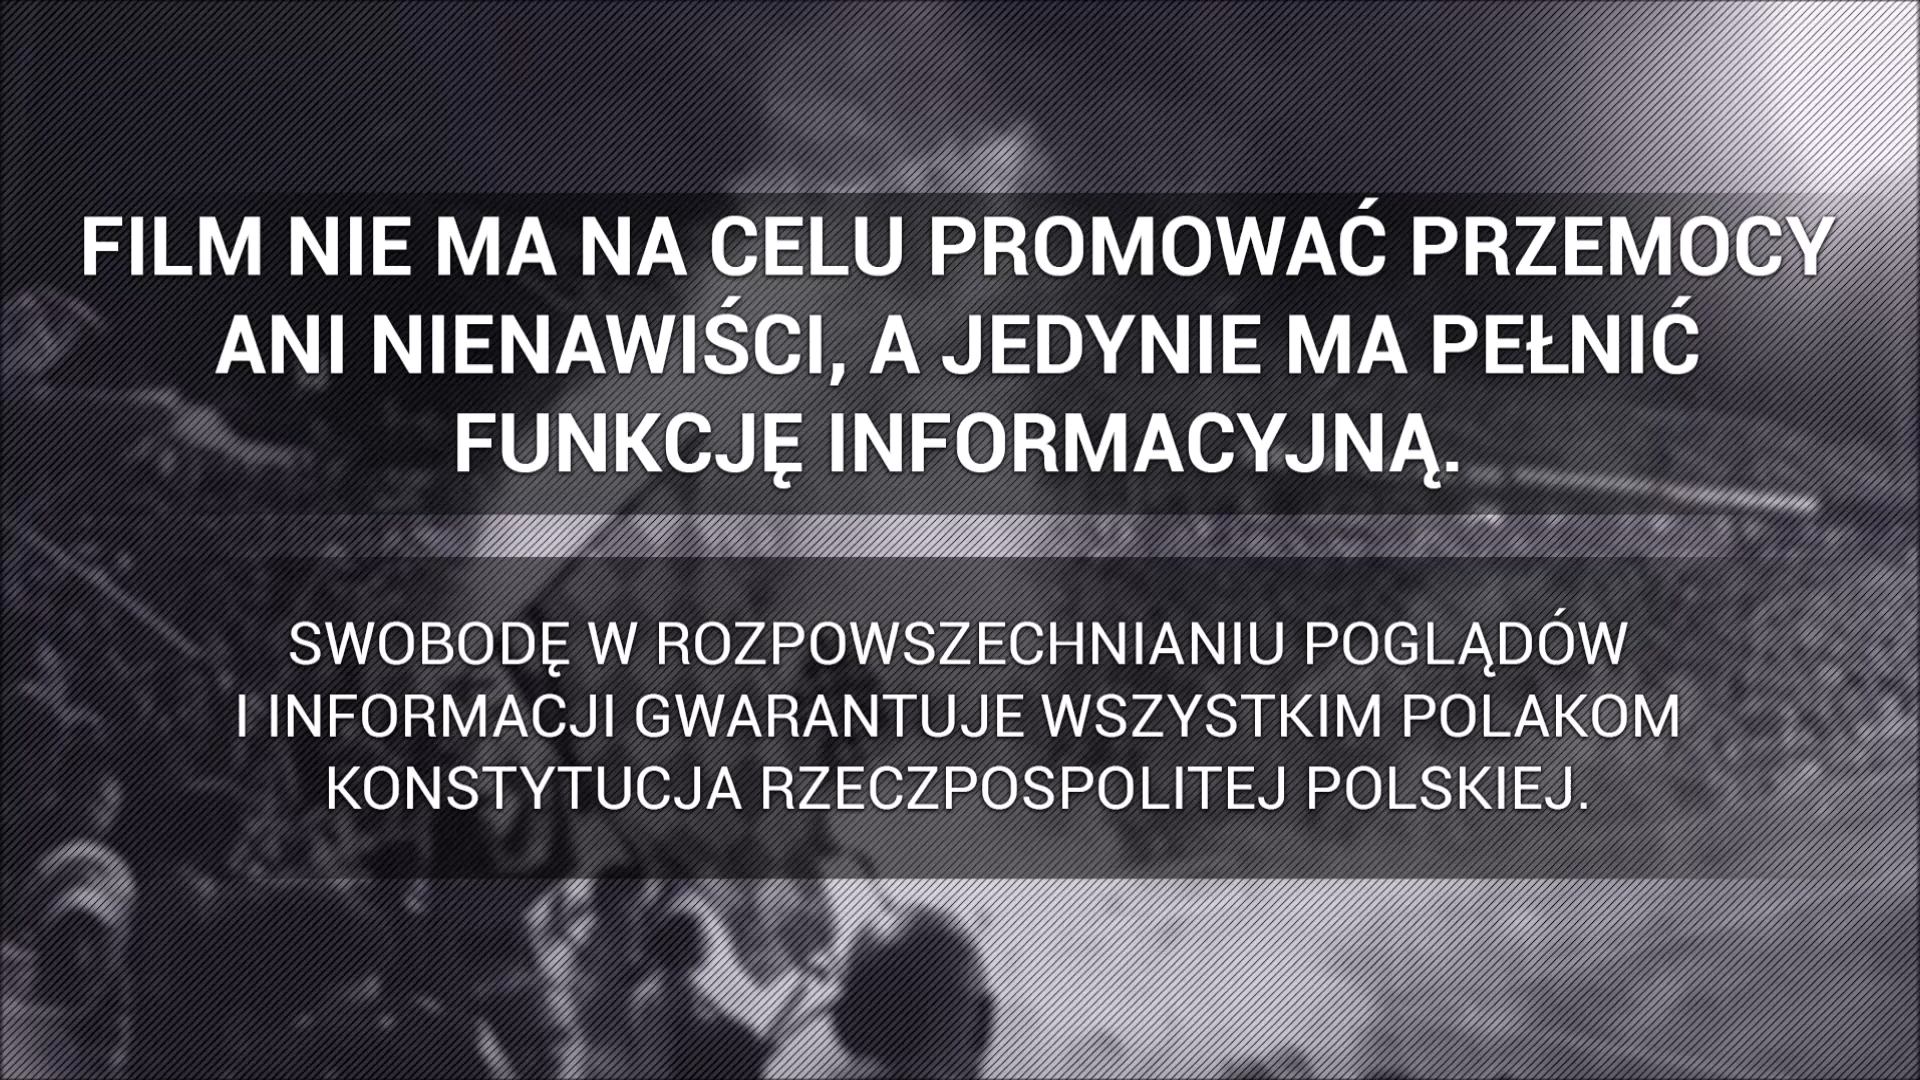 FILM NIE MA NA CELU PROMOWAĆ PRZEMOCY
ANI NIENAWIŚCI, A JEDYNIE MA PEŁNIĆ
FUNKCJĘ INFORMACYJNĄ.
SWOBODĘ W ROZPOWSZECHNIANIU POGLĄDÓW
I INFORMACJI GWARANTUJE WSZYSTKIM POLAKOM
KONSTYTUCJA RZECZPOSPOLITEJ POLSKIEJ.